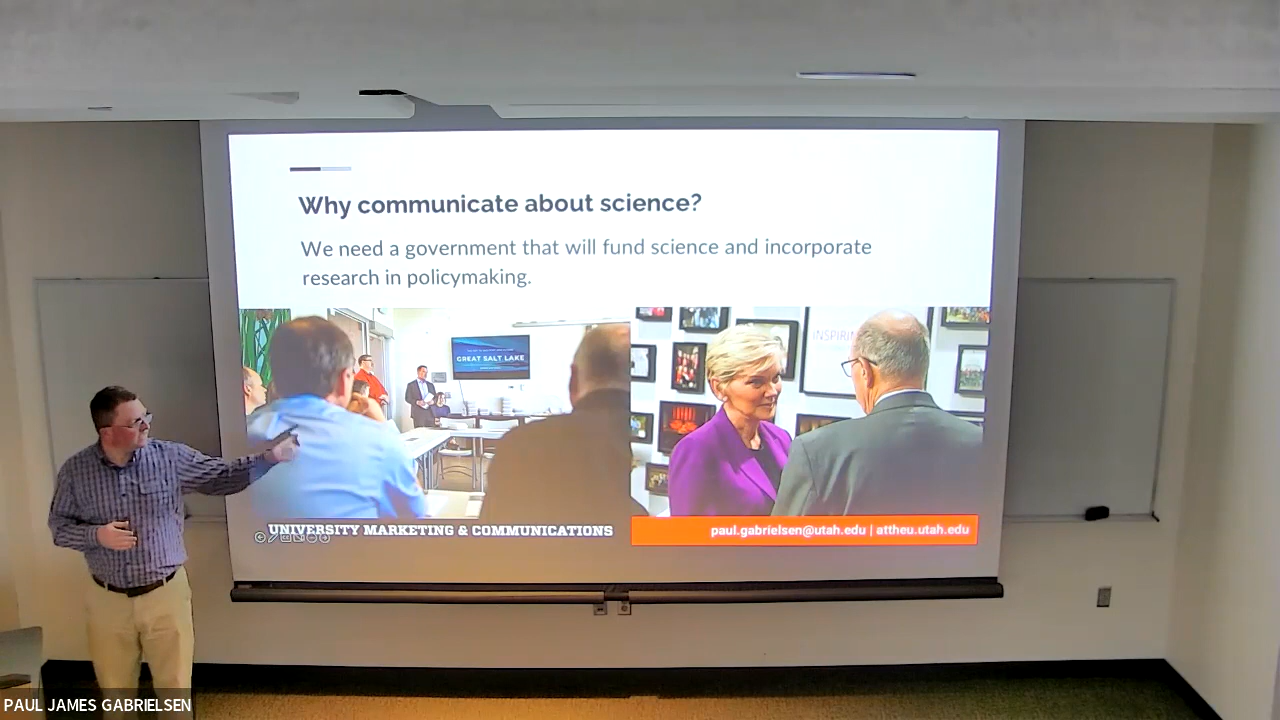 Why communicate about science?
We need a government that will fund science and incorporate
research in policymaking.
GREAT SALT LAKE
INSPIRIN
UNIVERSITY MARKETING & COMMUNICATIONS
paul.gabrielsen@utah.edu | attheu.utah.edu
PAUL JAMES GABRIELSEN